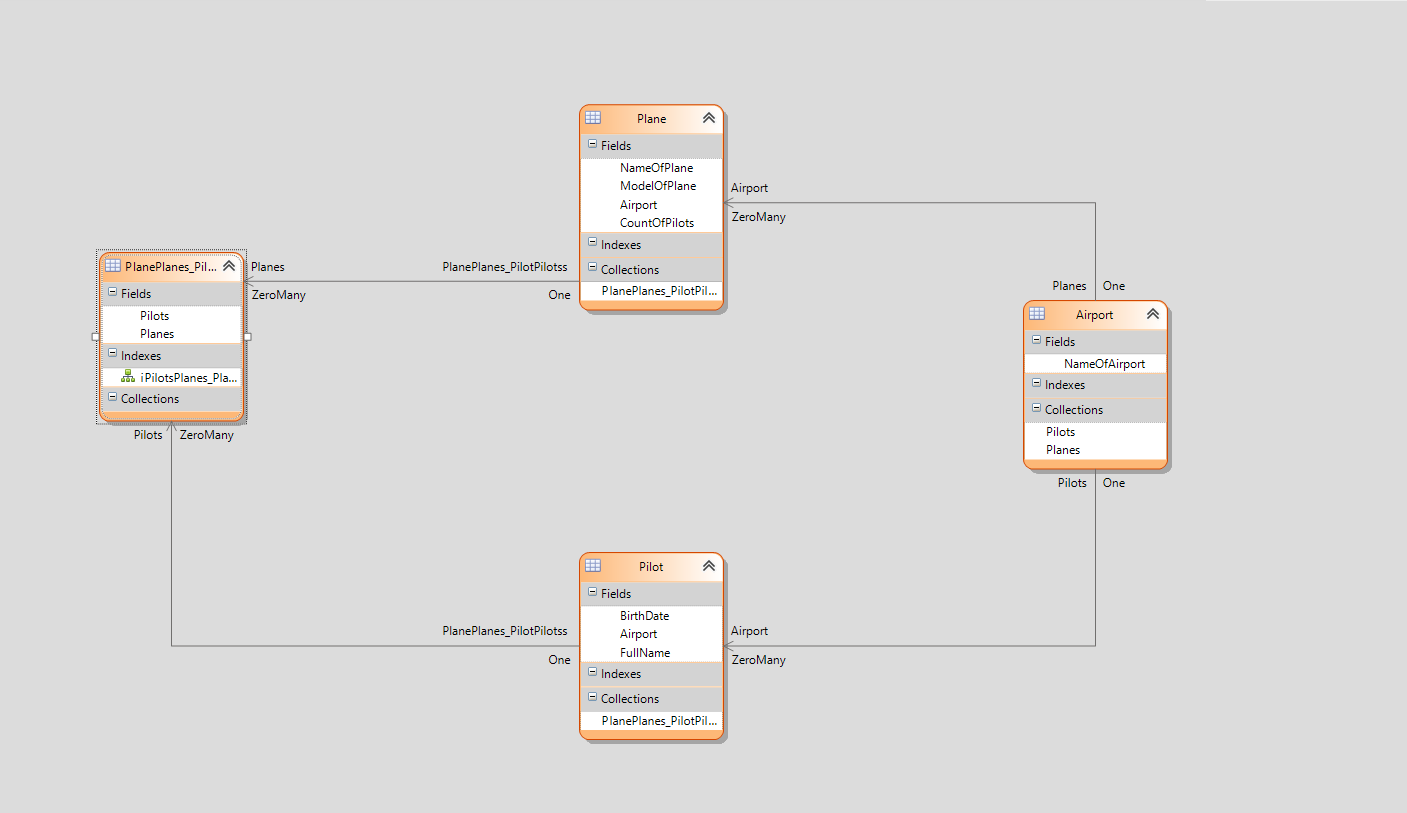 Plane
Fields
NameOfPlane
ModelOfPlane
Airport
CountOfPilots
Indexes
Collections
PlanePlanes_PilotPil...
Airport
ZeroMany
PlanePlanes_PilotPilotss
One
Planes
ZeroMany
PlanePlanes_Pil...
Fields
Pilots
Planes
Indexes
iPilotsPlanes_Pla...
Collections
Pilots ZeroMany
Planes One
Airport
Fields
NameOfAirport
Indexes
Collections
Pilots
Planes
Pilots One
Pilot
Fields
BirthDate
Airport
FullName
Indexes
Collections
PlanePlanes_PilotPil...
PlanePlanes_PilotPilotss
One
Airport
ZeroMany